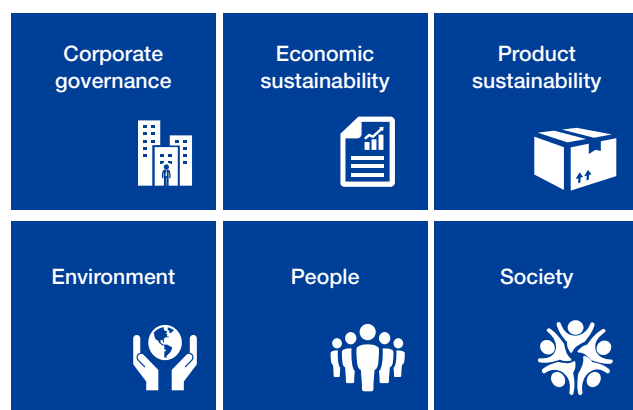 Corporate
governance
Economic
sustainability
Product
sustainability
Environment
People
Society